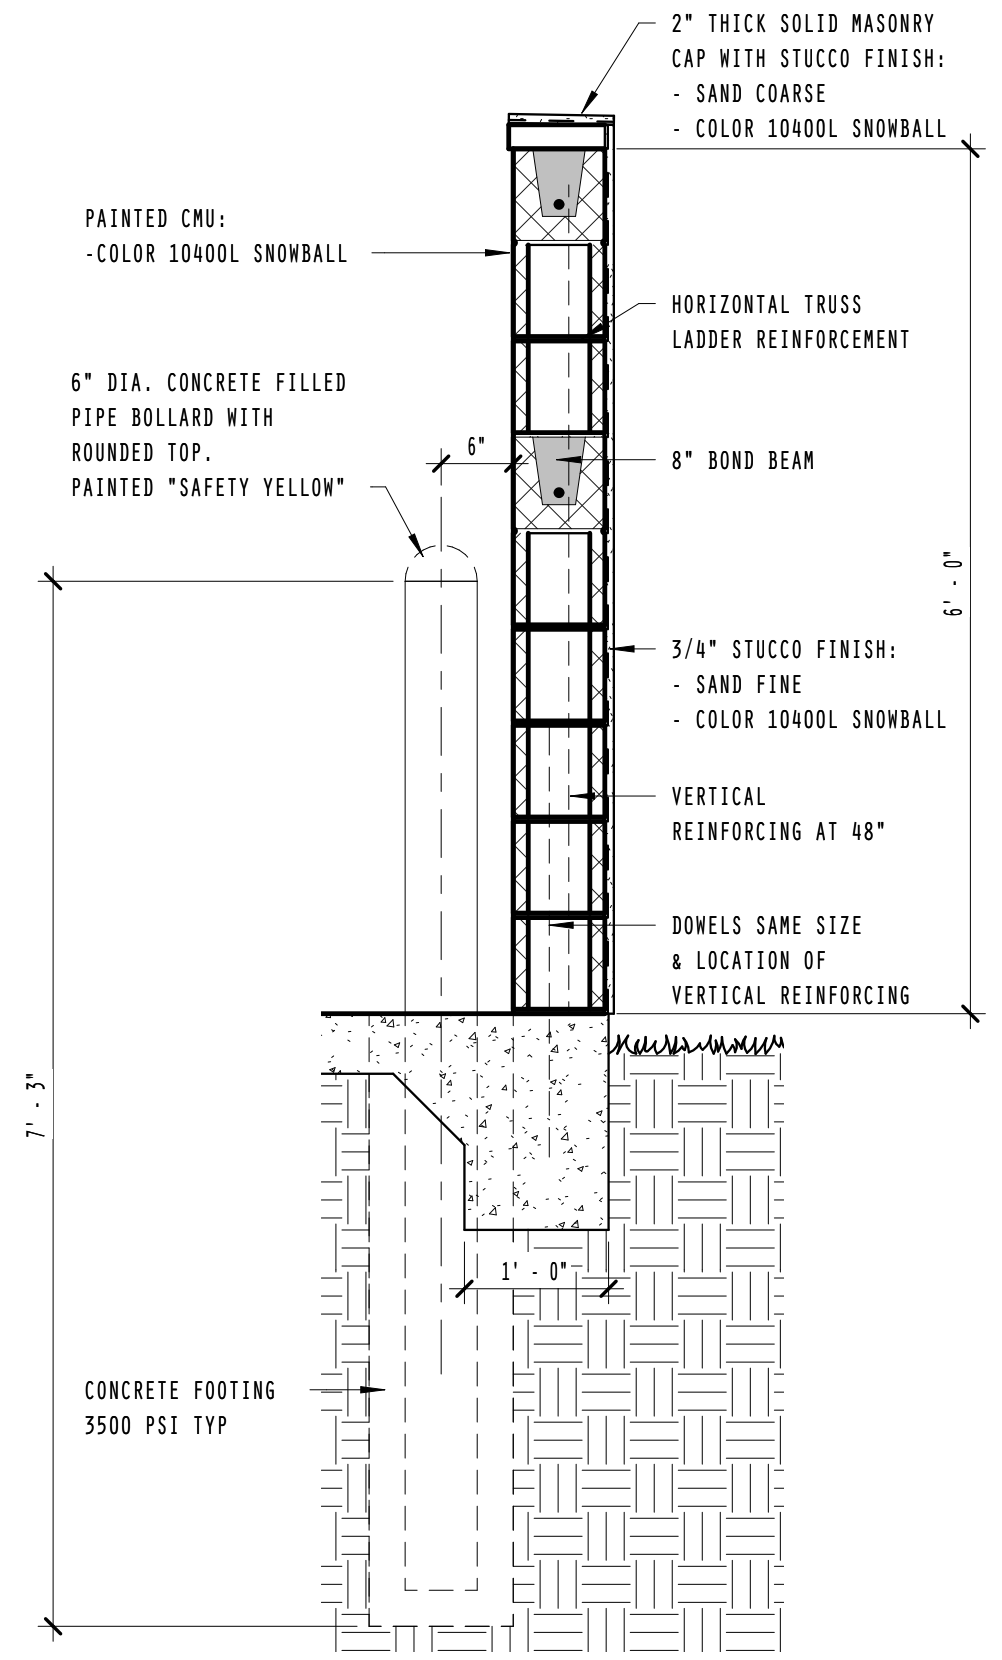 2" THICK SOLID MASONRY
CAP WITH STUCCO FINISH:
- SAND COARSE
- COLOR 10400L SNOWBALL
PAINTED CMU:
-COLOR 10400L SNOWBALL
HORIZONTAL TRUSS
LADDER REINFORCEMENT
6" DIA. CONCRETE FILLED
PIPE BOLLARD WITH
ROUNDED TOP.
PAINTED "SAFETY YELLOW"
6"
8" BOND BEAM
6' - 0"
3/4" STUCCO FINISH:
- SAND FINE
- COLOR 10400L SNOWBALL
VERTICAL
REINFORCING AT 48"
DOWELS SAME SIZE
& LOCATION OF
VERTICAL REINFORCING
7' - 3"
1' - 0"
CONCRETE FOOTING
3500 PSI TYP